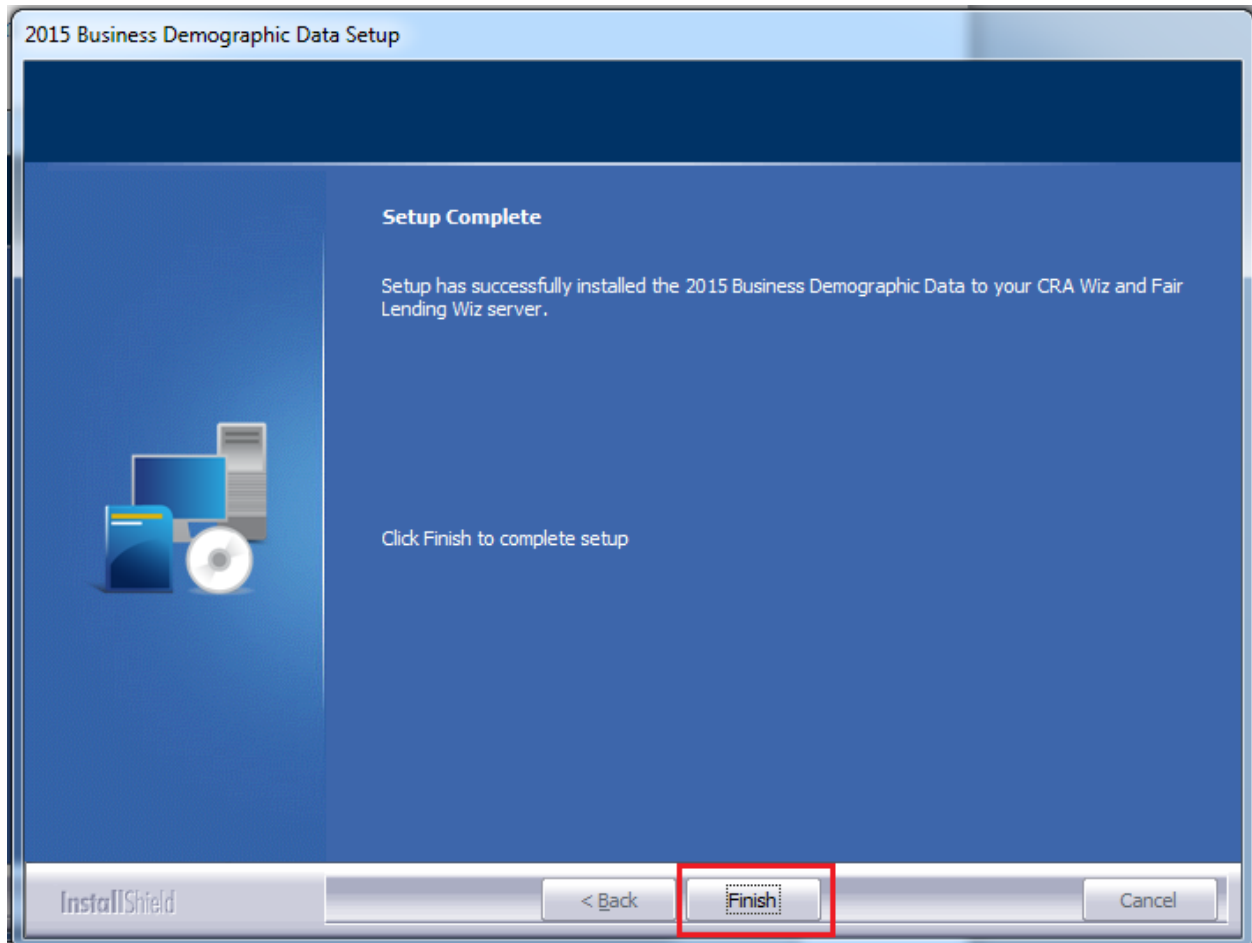 2015 Business Demographic Data Setup
Setup Complete
Setup has successfully installed the 2015 Business Demographic Data to your CRA Wiz and Fair
Lending Wiz server.
Click Finish to complete setup
InstallShield
< Back
Finish
Cancel